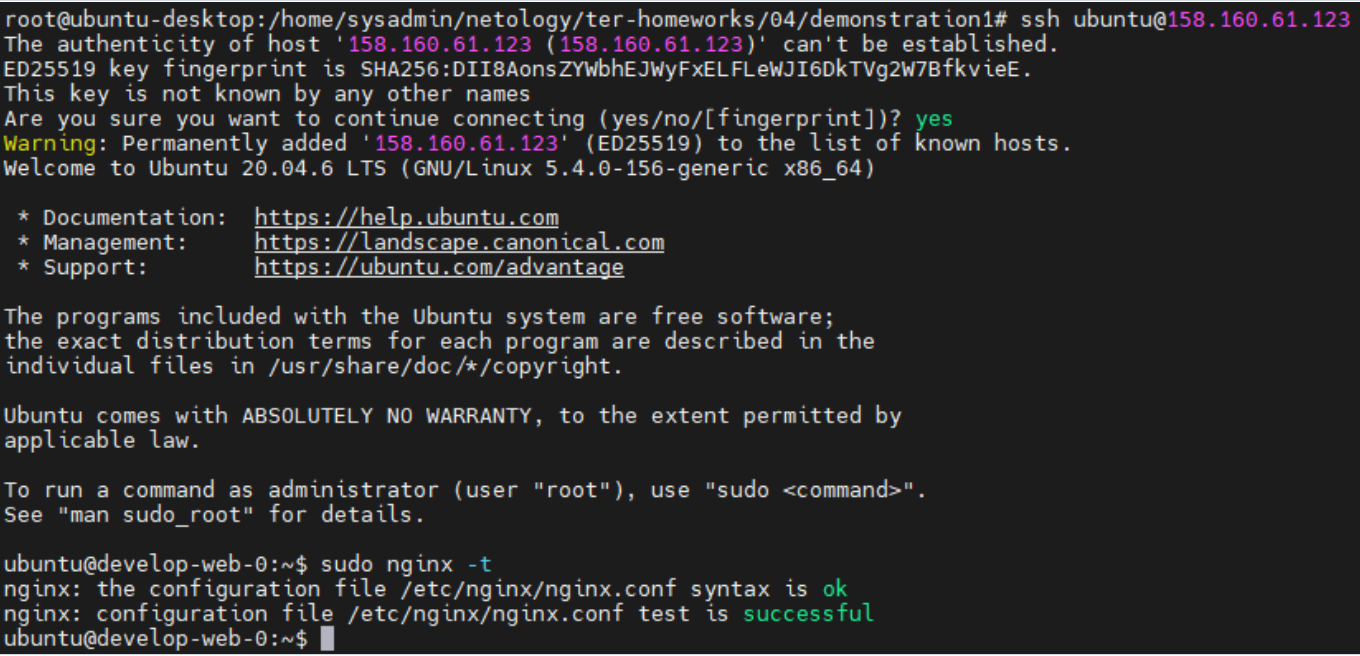 root@ubuntu-desktop:/home/sysadmin/netology/ter-homeworks/04/demonstration1# ssh ubuntu@158.160.61.123
The authenticity of host '158.160.61.123 (158.160.61.123)' can't be established.
ED25519 key fingerprint is SHA256:DII8AonsZYWbhEJWyFxELFLeWJI6DkTVg2W7BfkvieE.
This key is not known by any other names
Are you sure you want to continue connecting (yes/no/[fingerprint])? yes
Warning: Permanently added '158.160.61.123' (ED25519) to the list of known hosts.
Welcome to Ubuntu 20.04.6 LTS (GNU/Linux 5.4.0-156-generic x86_64)
* Documentation: https://help.ubuntu.com
* Management: https://landscape.canonical.com
* Support: https://ubuntu.com/advantage
The programs included with the Ubuntu system are free software;
the exact distribution terms for each program are described in the
individual files in /usr/share/doc/*/copyright.
Ubuntu comes with ABSOLUTELY NO WARRANTY, to the extent permitted by
applicable law.
To run a command as administrator (user "root"), use "sudo <command>".
See "man sudo_root" for details.
ubuntu@develop-web-0:~$ sudo nginx -t
nginx: the configuration file /etc/nginx/nginx.conf syntax is ok
nginx: configuration file /etc/nginx/nginx.conf test is successful
ubuntu@develop-web-0:~$